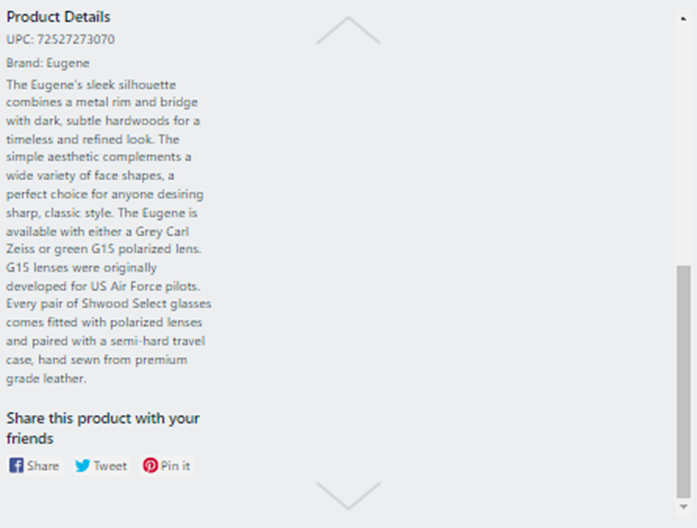 Product Details
UPC: 72527273070
Brand: Eugene
The Eugene's sleek silhouette
combines a metal rim and bridge
with dark, subtle hardwoods for a
timeless and refined look. The
simple aesthetic complements a
wide variety of face shapes, a
perfect choice for anyone desiring
sharp, classic style. The Eugene is
available with either a Grey Carl
Zeiss or green G15 polarized lens.
G15 lenses were originally
developed for US Air Force pilots.
Every pair of Shwood Select glasses
comes fitted with polarized lenses
and paired with a semi-hard travel
case, hand sewn from premium
grade leather.
Share this product with your
friends
Share Tweet Pin it